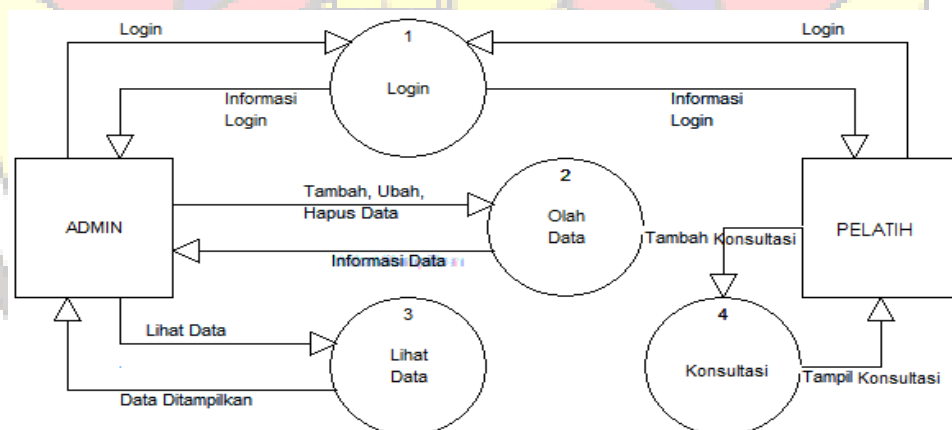 Login
1
Login
Login
Informasi
Login
Informasi
Login
ADMIN
Tambah, Ubah,
Hapus Data
2
Olah
Data
Tambah Konsultasi
PELATIH
Informasi Data
Lihat Data
3
Lihat
Data
4
Konsultasi
Tampil Konsultasi
Data Ditampilkan